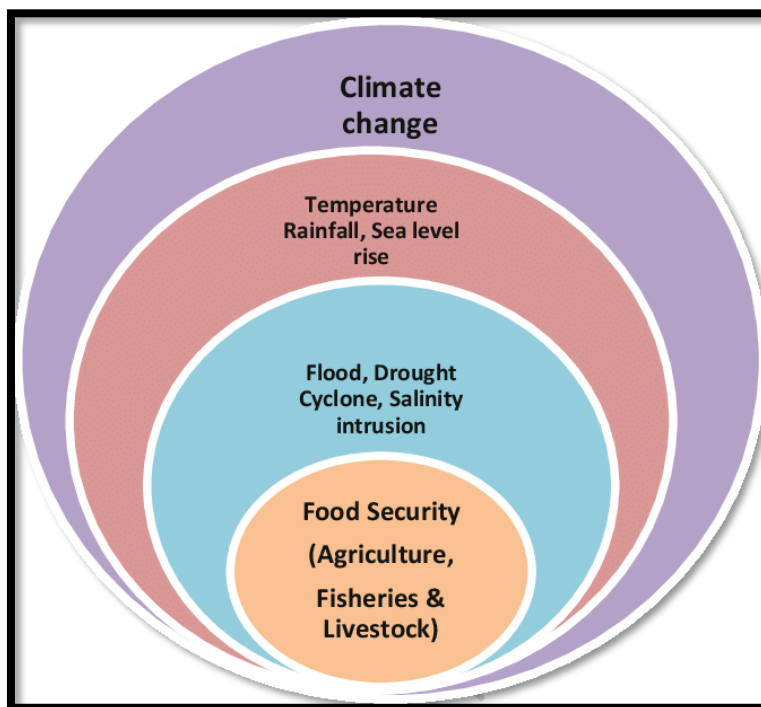 Climate
change
Temperature
Rainfall, Sea level
rise
Flood, Drought
Cyclone, Salinity
intrusion
Food Security
(Agriculture,
Fisheries &
Livestock)